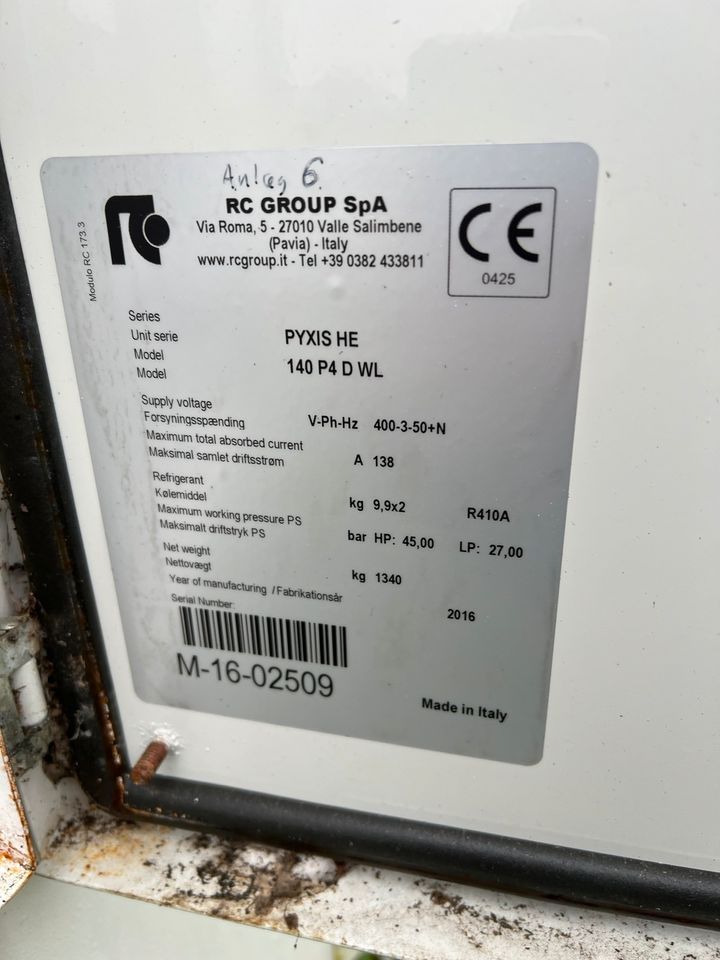 Anlæg 6
RC GROUP SpA
Via Roma, 5 - 27010 Valle Salimbene
(Pavia) - Italy
www.rcgroup.it - Tel +39 0382 433811
CE
0425
Modulo RC 173.3
Series
Unit serie PYXIS HE
Model
Model 140 P4 D WL
Supply voltage
Forsyningsspænding V-Ph-Hz 400-3-50+N
Maximum total absorbed current
Maksimal samlet driftsstrøm A 138
Refrigerant
Kølemiddel kg 9,9x2 R410A
Maximum working pressure PS
Maksimalt driftstryk PS bar HP: 45,00 LP: 27,00
Net weight
Nettovægt kg 1340
Year of manufacturing / Fabrikationsår 2016
Serial Number:
M-16-02509
Made in Italy